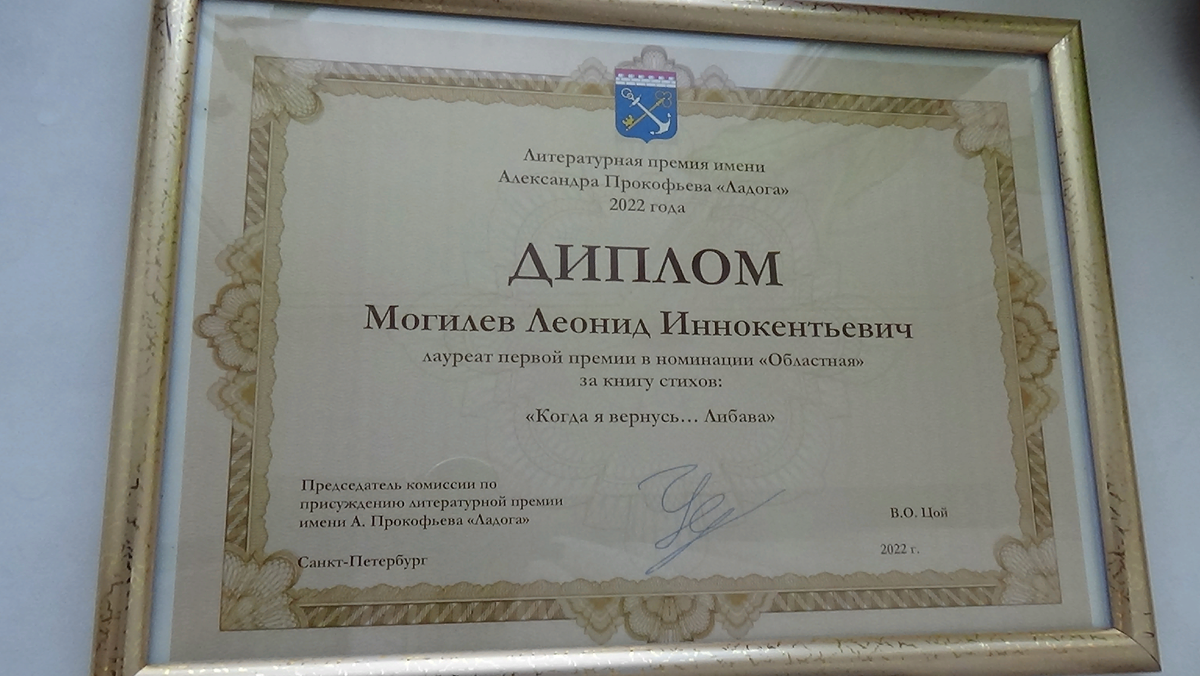 Литературная премия имени
Александра Прокофьева «Ладога»
2022 года
ДИПЛОМ
Могилев Леонид Иннокентьевич
лауреат первой премии в номинации «Областная»
за книгу стихов:
«Когда я вернусь... Либава»
Председатель комиссии по
присуждению литературной премии
имени А. Прокофьева «Ладога»
В.О. Цой
Санкт-Петербург
2022 г.